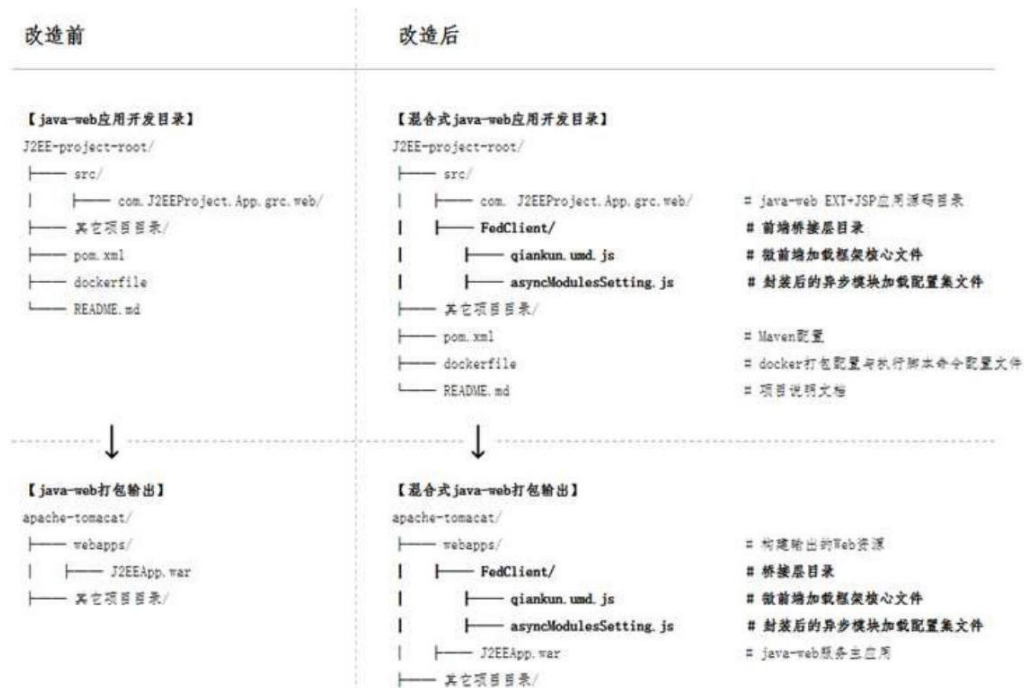 改造前
改造后
【java-web应用开发目录】
J2EE-project-root/
├── src/
| ├── com.J2EEProject.App.grc.web/
├── 其它项目目录/
├── pom.xml
├── dockerfile
└── README.md
【混合式java-web应用开发目录】
J2EE-project-root/
├── src/
| ├── com. J2EEProject.App.grc.web/ # java-web EXT+JSP应用源码目录
| ├── FedClient/ # 前端桥接层目录
| ├── qiankun.umd.js # 微前端加载框架核心文件
| ├── asyncModulesSetting.js # 封装后的异步模块加载配置集文件
├── 其它项目目录/
├── pom.xml # Maven配置
├── dockerfile # docker打包配置与执行脚本命令配置文件
└── README.md # 项目说明文档
↓
↓
【java-web打包输出】
apache-tomacat/
├── webapps/
| ├── J2EEApp.war
├── 其它项目目录/
【混合式java-web打包输出】
apache-tomacat/
├── webapps/ # 构建输出的Web资源
| ├── FedClient/ # 桥接层目录
| ├── qiankun.umd.js # 微前端加载框架核心文件
| ├── asyncModulesSetting.js # 封装后的异步模块加载配置集文件
| ├── J2EEApp.war # java-web服务主应用
├── 其它项目目录/